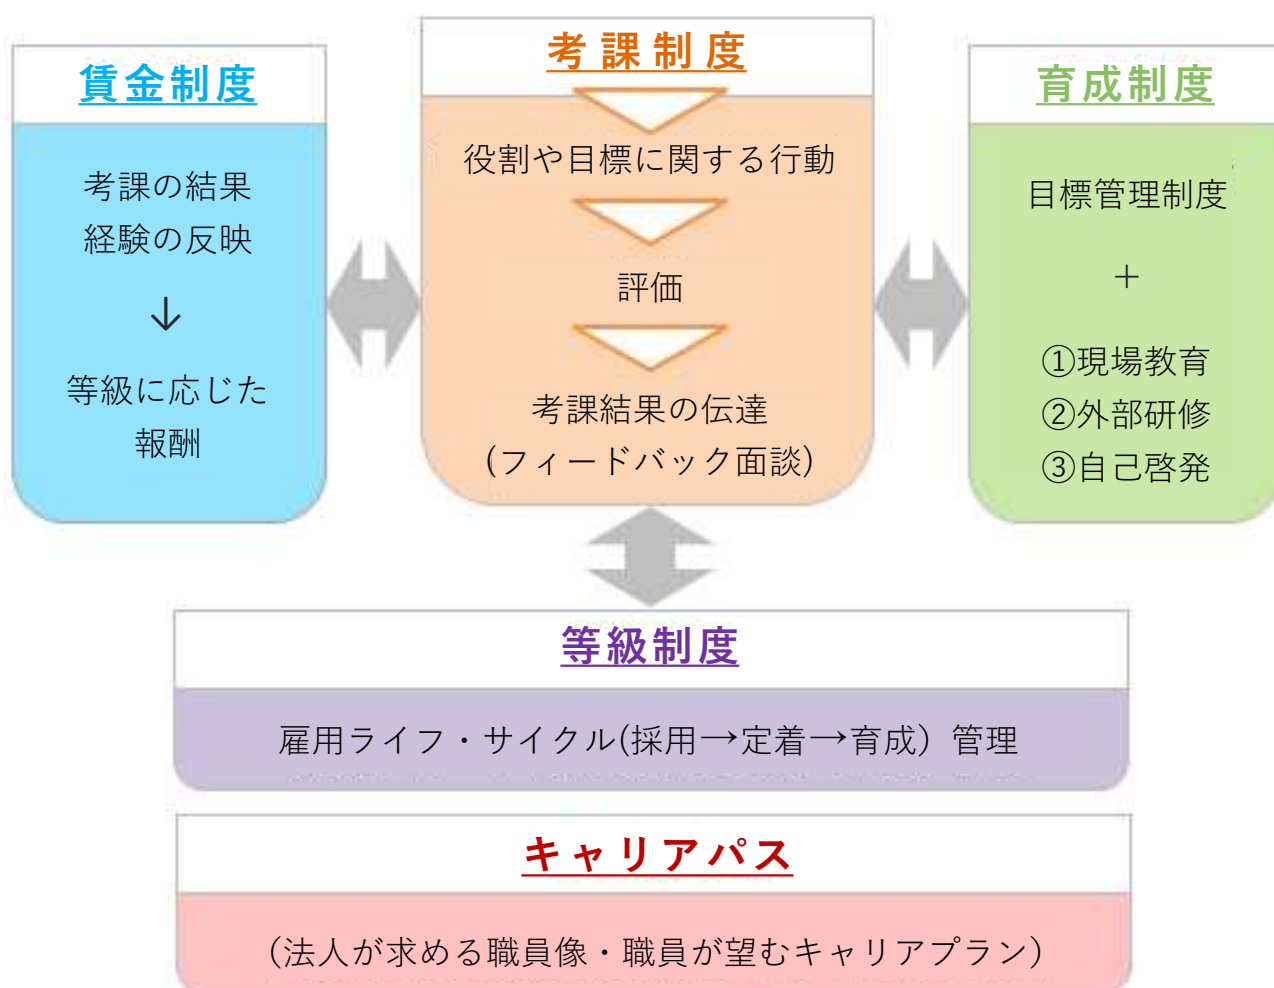 賃金制度
考課の結果
経験の反映
↓
等級に応じた
報酬
考課制度
役割や目標に関する行動
評価
考課結果の伝達
(フィードバック面談)
育成制度
目標管理制度
＋
①現場教育
②外部研修
③自己啓発
等級制度
雇用ライフ・サイクル(採用→定着→育成）管理
キャリアパス
（法人が求める職員像・職員が望むキャリアプラン）